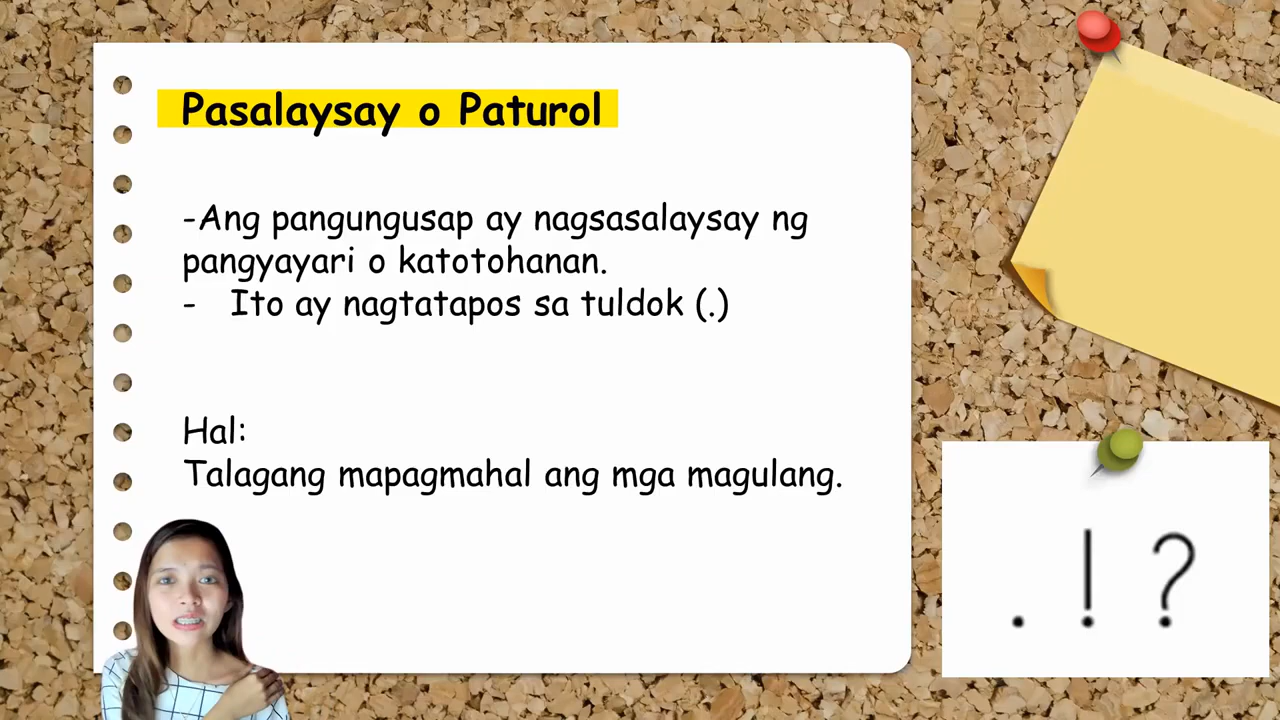 Pasalaysay o Paturol
-Ang pangungusap ay nagsasalaysay ng
pangyayari o katotohanan.
- Ito ay nagtatapos sa tuldok (.)
Hal:
Talagang mapagmahal ang mga magulang.
. ! ?